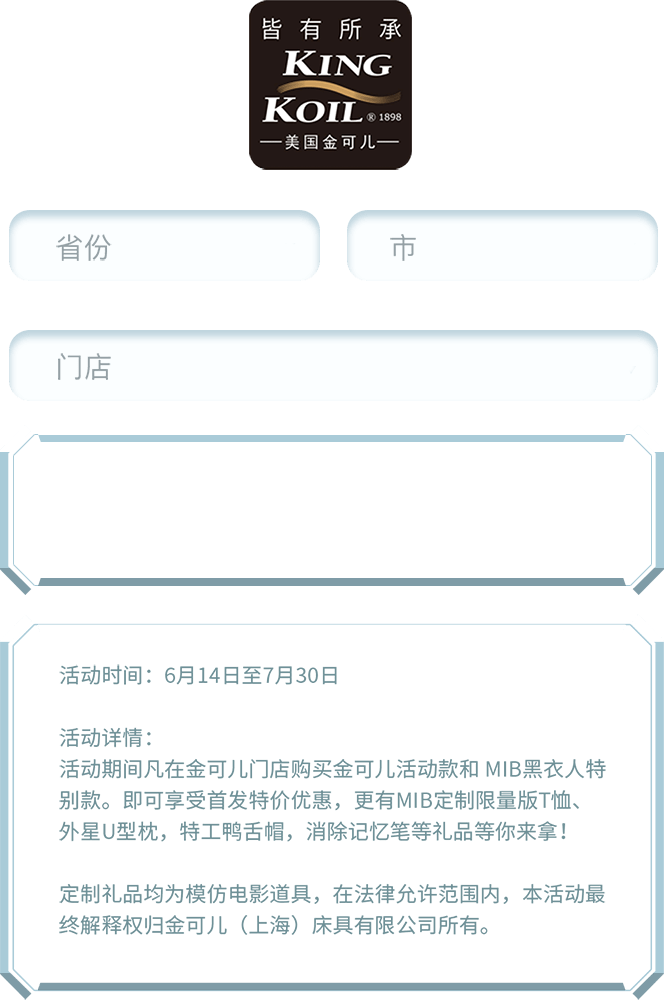 皆有所承
KING
KOIL ® 1898
美国金可儿
省份
市
门店
活动时间：6月14日至7月30日
活动详情：
活动期间凡在金可儿门店购买金可儿活动款和 MIB黑衣人特
别款。即可享受首发特价优惠，更有MIB定制限量版T恤、
外星U型枕，特工鸭舌帽，消除记忆笔等礼品等你来拿！
定制礼品均为模仿电影道具，在法律允许范围内，本活动最
终解释权归金可儿（上海）床具有限公司所有。